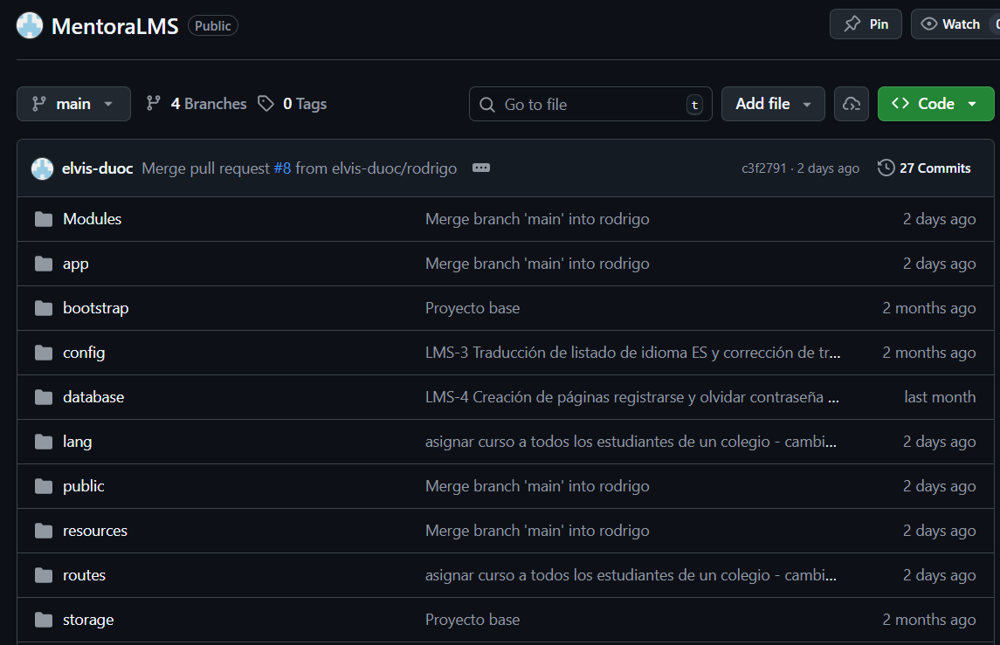 MentoraLMS Public Pin Watch 0
main 4 Branches 0 Tags Go to file t Add file Code
elvis-duoc Merge pull request #8 from elvis-duoc/rodrigo c3f2791 · 2 days ago 27 Commits
Modules Merge branch 'main' into rodrigo 2 days ago
app Merge branch 'main' into rodrigo 2 days ago
bootstrap Proyecto base 2 months ago
config LMS-3 Traducción de listado de idioma ES y corrección de tr... 2 months ago
database LMS-4 Creación de páginas registrarse y olvidar contraseña ... last month
lang asignar curso a todos los estudiantes de un colegio - cambi... 2 days ago
public Merge branch 'main' into rodrigo 2 days ago
resources Merge branch 'main' into rodrigo 2 days ago
routes asignar curso a todos los estudiantes de un colegio - cambi... 2 days ago
storage Proyecto base 2 months ago